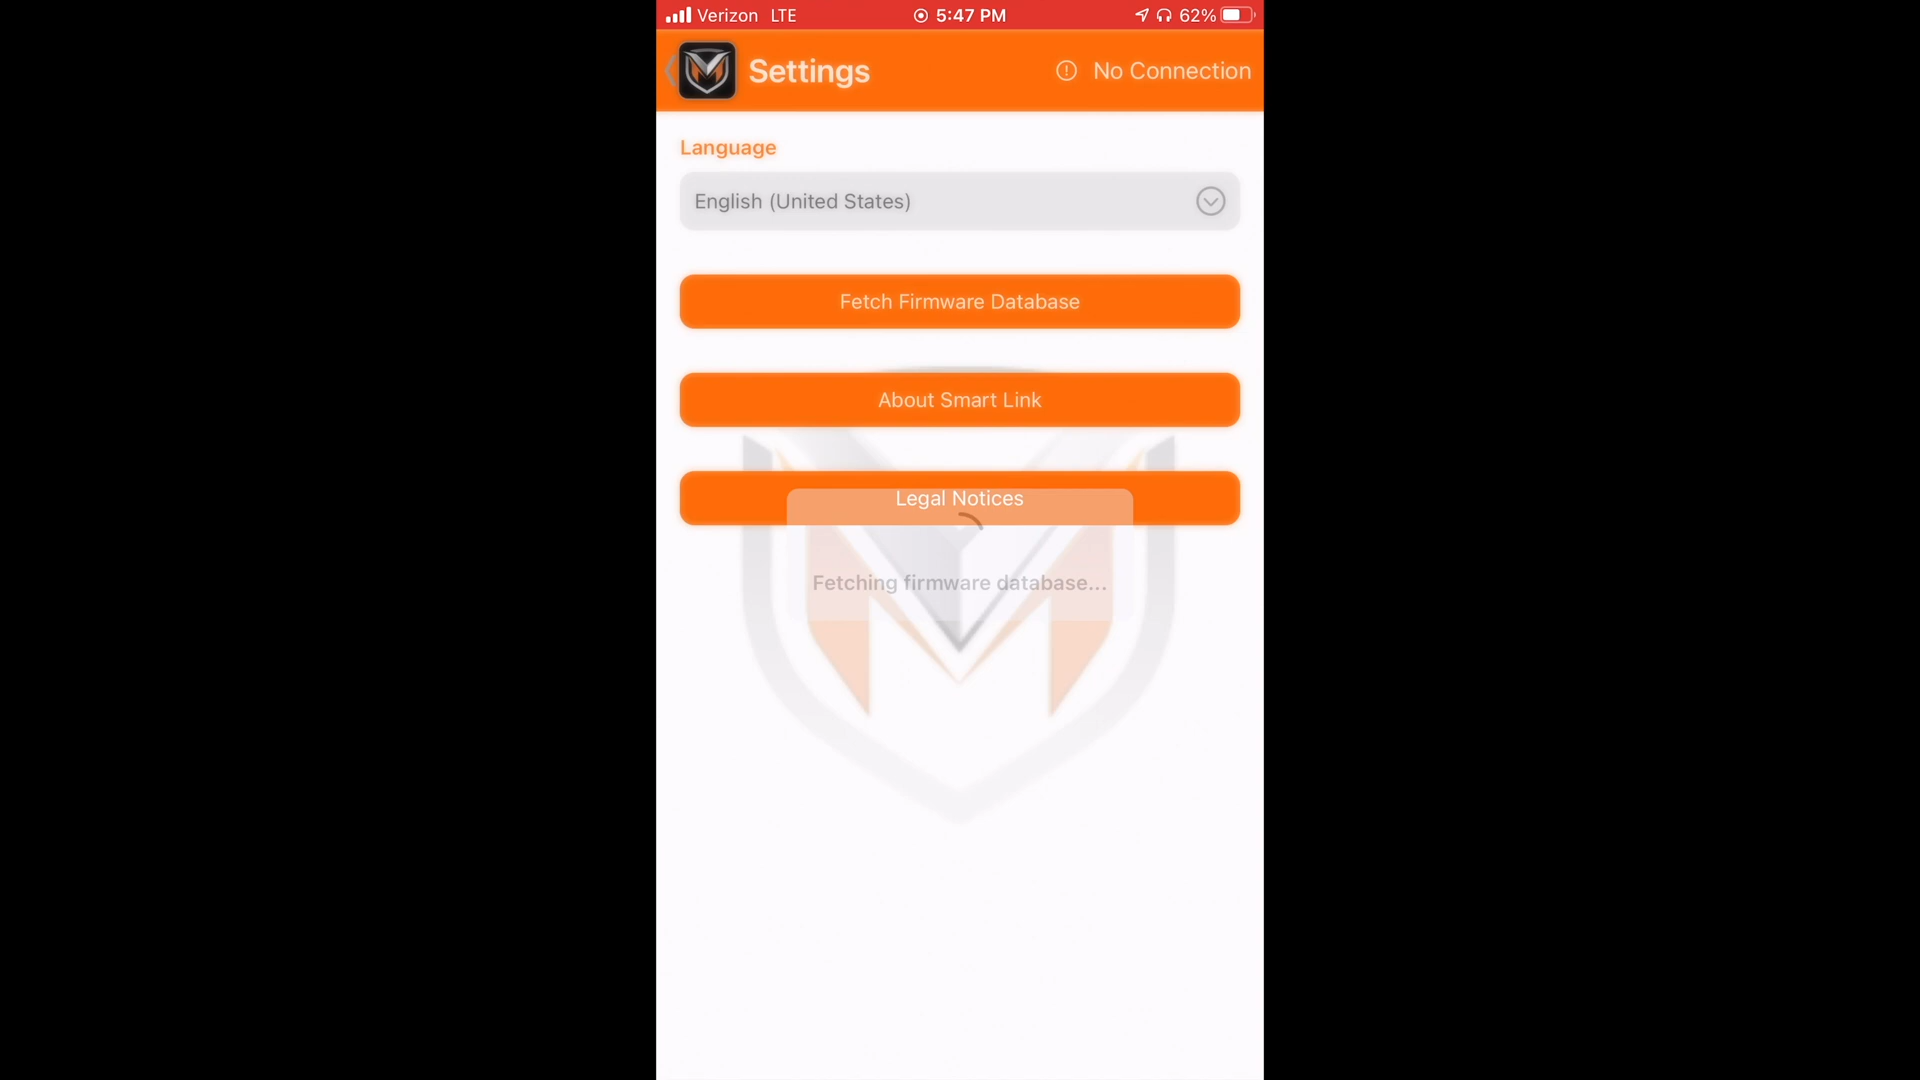 Verizon LTE 5:47 PM 62%
Settings No Connection
Language
English (United States)
Fetch Firmware Database
About Smart Link
Legal Notices
Fetching firmware database...